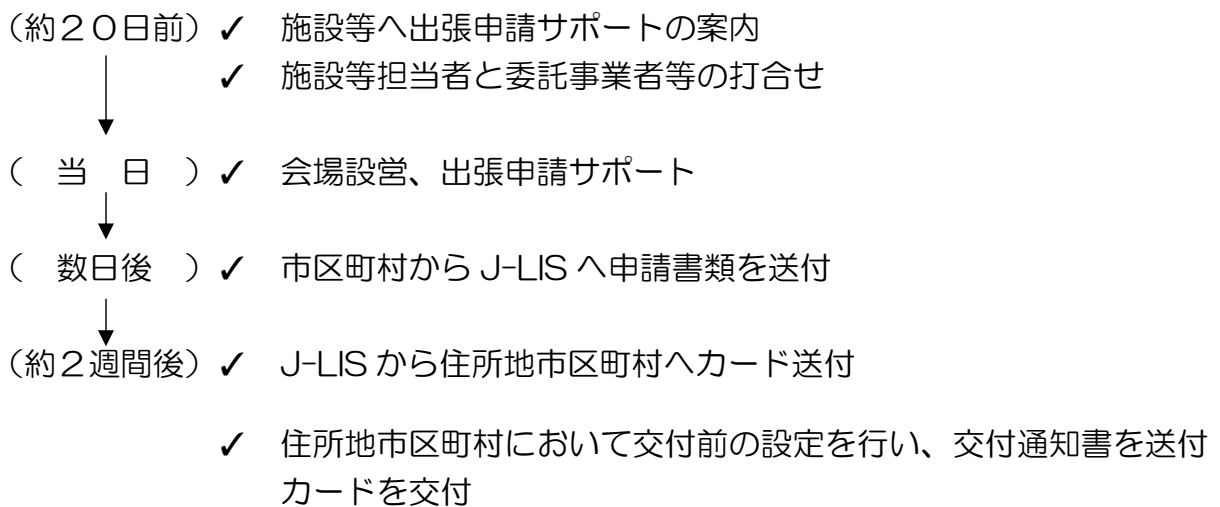 （約２０日前）✓ 施設等へ出張申請サポートの案内
✓ 施設等担当者と委託事業者等の打合せ
（ 当 日 ）✓ 会場設営、出張申請サポート
（ 数日後 ）✓ 市区町村から J-LIS へ申請書類を送付
（約２週間後）✓ J-LIS から住所地市区町村へカード送付
✓ 住所地市区町村において交付前の設定を行い、交付通知書を送付
カードを交付